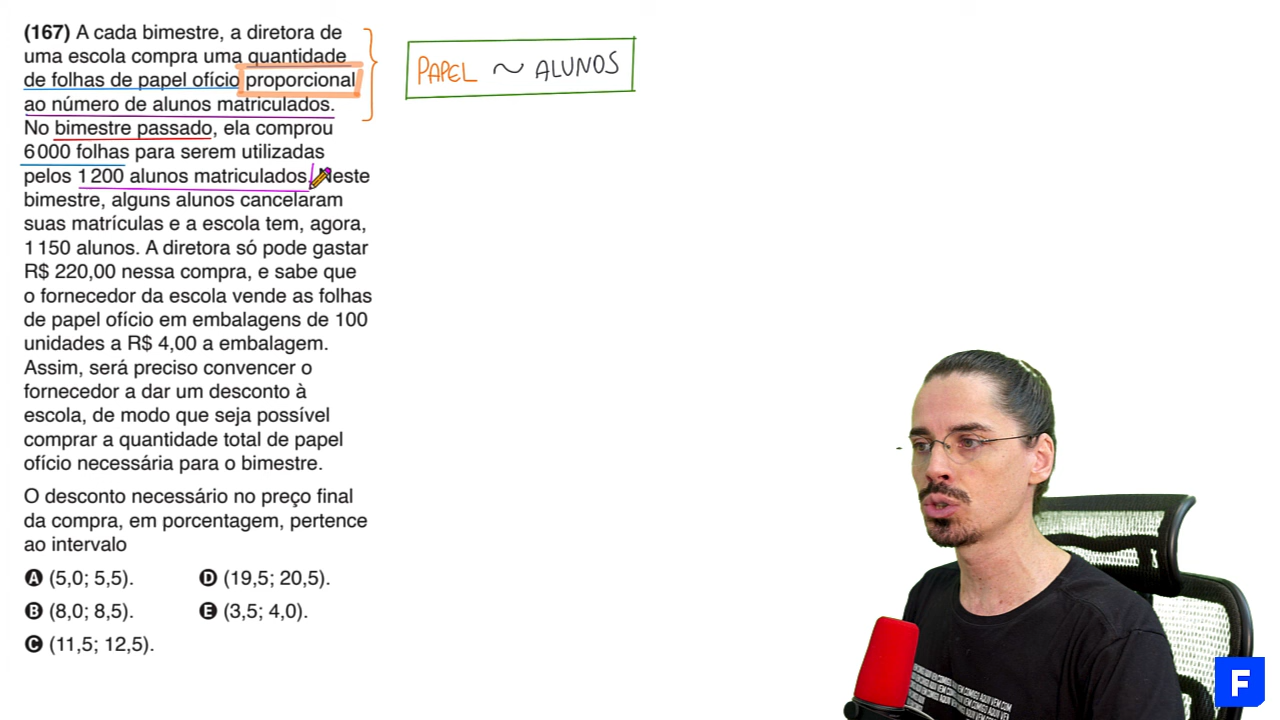 (167) A cada bimestre, a diretora de
uma escola compra uma quantidade
de folhas de papel ofício proporcional
ao número de alunos matriculados.
No bimestre passado, ela comprou
6 000 folhas para serem utilizadas
pelos 1 200 alunos matriculados. Neste
bimestre, alguns alunos cancelaram
suas matrículas e a escola tem, agora,
1 150 alunos. A diretora só pode gastar
R$ 220,00 nessa compra, e sabe que
o fornecedor da escola vende as folhas
de papel ofício em embalagens de 100
unidades a R$ 4,00 a embalagem.
Assim, será preciso convencer o
fornecedor a dar um desconto à
escola, de modo que seja possível
comprar a quantidade total de papel
ofício necessária para o bimestre.
O desconto necessário no preço final
da compra, em porcentagem, pertence
ao intervalo
A (5,0; 5,5).
B (8,0; 8,5).
C (11,5; 12,5).
D (19,5; 20,5).
E (3,5; 4,0).
PAPEL ~ ALUNOS
F